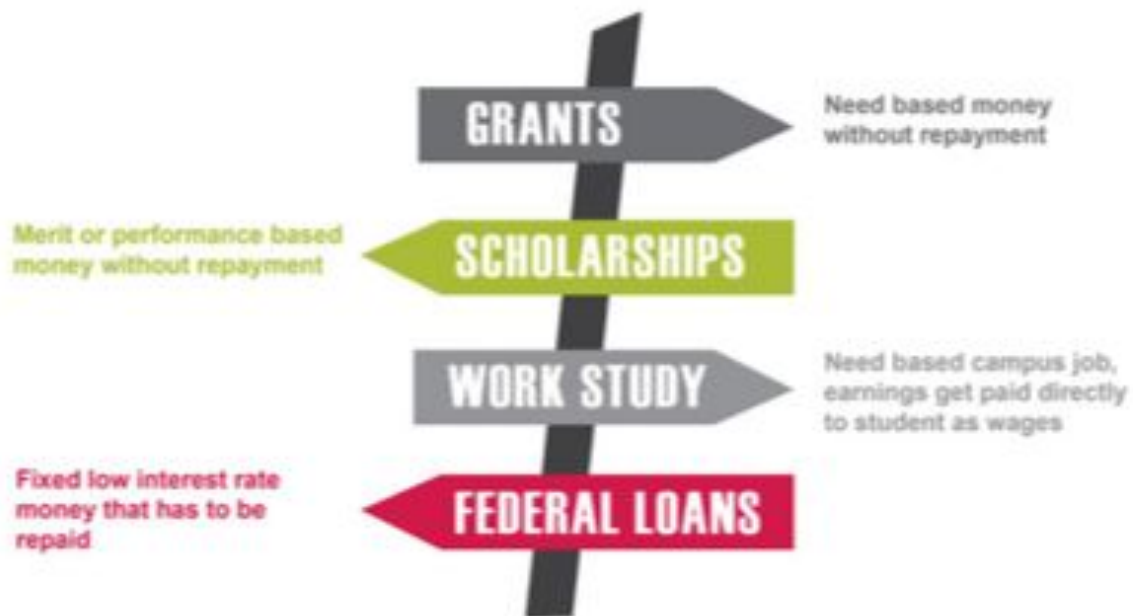 GRANTS
Need based money
without repayment
Merit or performance based
money without repayment
SCHOLARSHIPS
WORK STUDY
Need based campus job,
earnings get paid directly
to student as wages
Fixed low interest rate
money that has to be
repaid
FEDERAL LOANS